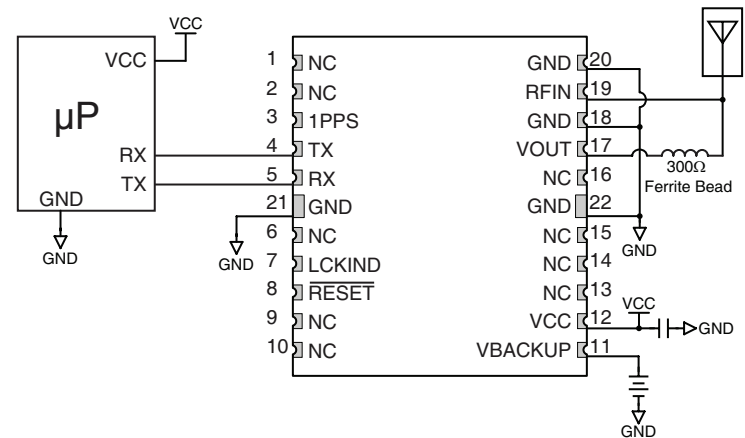 VCC
VCC
µP
RX
TX
GND
GND
1 NC
2 NC
3 1PPS
4 TX
5 RX
21 GND
GND
6 NC
7 LCKIND
8 RESET
9 NC
10 NC
GND 20
RFIN 19
GND 18
VOUT 17
300Ω
Ferrite Bead
NC 16
GND 22
GND
NC 15
NC 14
NC 13
VCC
VCC 12
GND
VBACKUP 11
GND